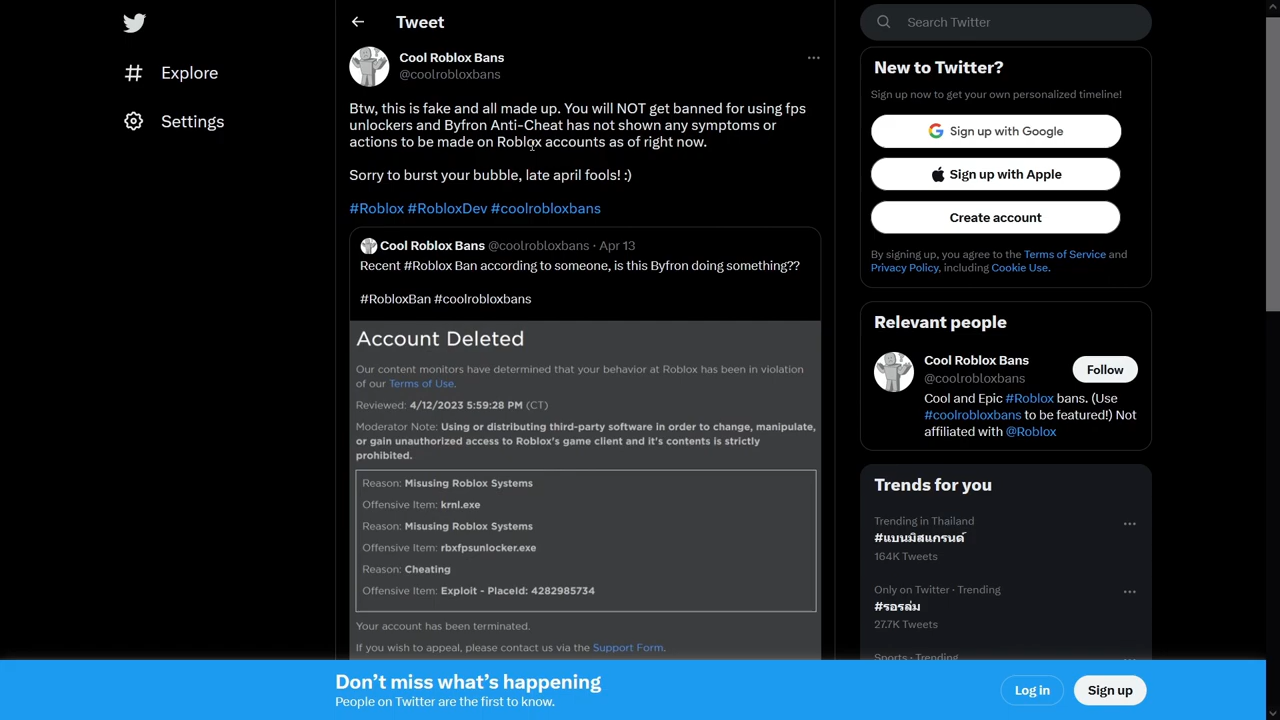 Explore
Settings
Tweet
Cool Roblox Bans
@coolrobloxbans
Btw, this is fake and all made up. You will NOT get banned for using fps
unlockers and Byfron Anti-Cheat has not shown any symptoms or
actions to be made on Roblox accounts as of right now.
Sorry to burst your bubble, late april fools! :)
#Roblox #RobloxDev #coolrobloxbans
Cool Roblox Bans @coolrobloxbans · Apr 13
Recent #Roblox Ban according to someone, is this Byfron doing something??
#RobloxBan #coolrobloxbans
Account Deleted
Our content monitors have determined that your behavior at Roblox has been in violation
of our Terms of Use.
Reviewed: 4/12/2023 5:59:28 PM (CT)
Moderator Note: Using or distributing third-party software in order to change, manipulate,
or gain unauthorized access to Roblox's game client and it's contents is strictly
prohibited.
Reason: Misusing Roblox Systems
Offensive Item: krnl.exe
Reason: Misusing Roblox Systems
Offensive Item: rbxfpsunlocker.exe
Reason: Cheating
Offensive Item: Exploit - PlaceId: 4282985734
Your account has been terminated.
If you wish to appeal, please contact us via the Support Form.
Search Twitter
New to Twitter?
Sign up now to get your own personalized timeline!
Sign up with Google
Sign up with Apple
Create account
By signing up, you agree to the Terms of Service and
Privacy Policy, including Cookie Use.
Relevant people
Cool Roblox Bans
@coolrobloxbans
Follow
Cool and Epic #Roblox bans. (Use
#coolrobloxbans to be featured!) Not
affiliated with @Roblox
Trends for you
Trending in Thailand
#แบนมิสแกรนด์
164K Tweets
Only on Twitter · Trending
#รอรล่ม
27.7K Tweets
Sports · Trending
Don't miss what's happening
People on Twitter are the first to know.
Log in
Sign up